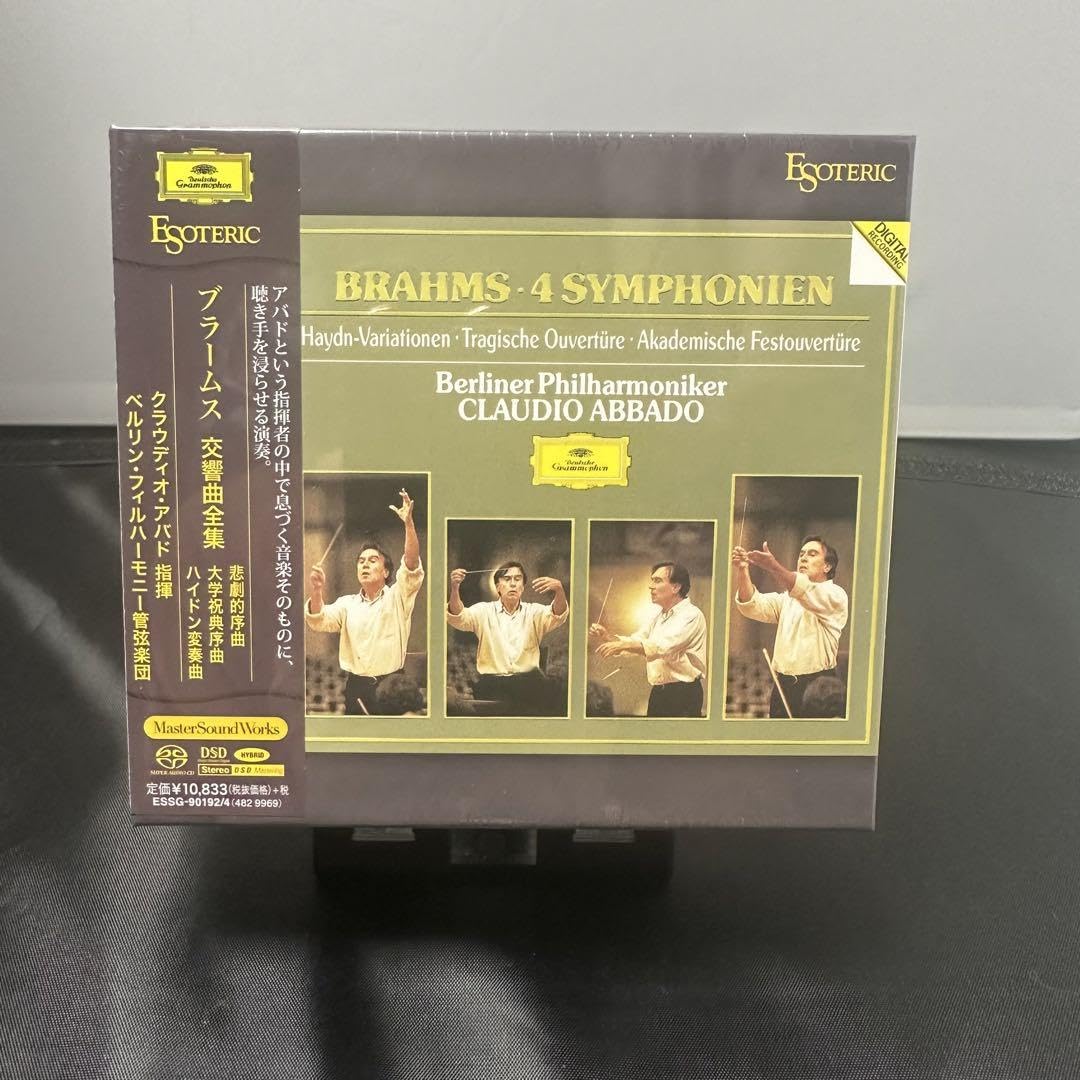 Deutsche
Grammophon
ESOTERIC
アバドという指揮者の中で息づく音楽そのものに、
聴き手を浸らせる演奏。
ブラームス 交響曲全集
悲劇的序曲
大学祝典序曲
ハイドン変奏曲
クラウディオ・アバド 指揮
ベルリン・フィルハーモニー管弦楽団
MasterSoundWorks
SUPER AUDIO CD
DSD
HYBRID
Stereo DSD Mastering
定価¥10,833(税抜価格)+税
ESSG-90192/4(482 9969)
ESOTERIC
DIGITAL
RECORDING
BRAHMS · 4 SYMPHONIEN
Haydn-Variationen · Tragische Ouvertüre · Akademische Festouvertüre
Berliner Philharmoniker
CLAUDIO ABBADO
Deutsche
Grammophon